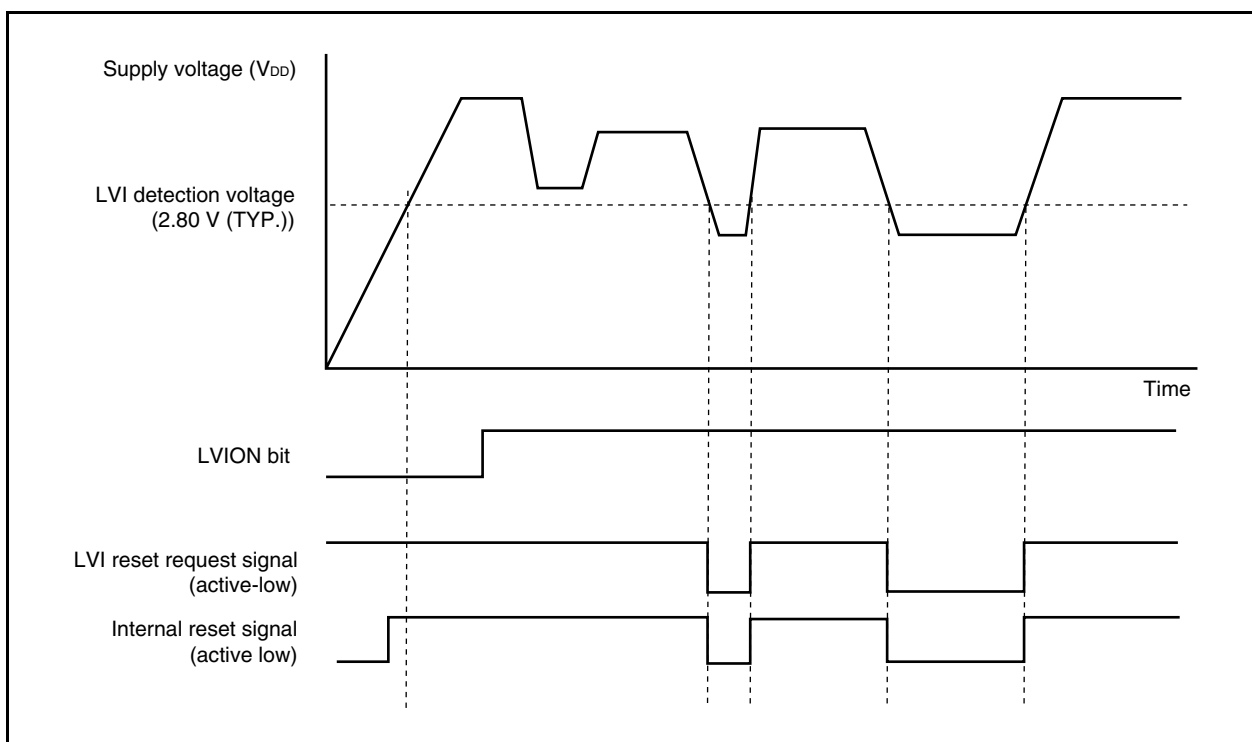 Supply voltage (VDD)
LVI detection voltage
(2.80 V (TYP.))
Time
LVION bit
LVI reset request signal
(active-low)
Internal reset signal
(active low)